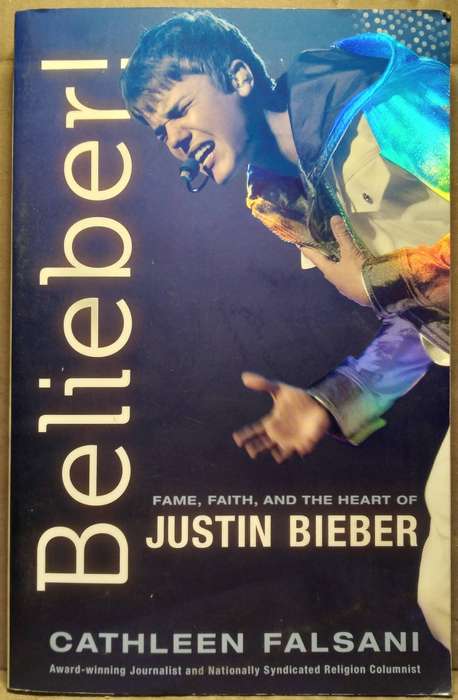 Belieber!
FAME, FAITH, AND THE HEART OF
JUSTIN BIEBER
CATHLEEN FALSANI
Award-winning Journalist and Nationally Syndicated Religion Columnist